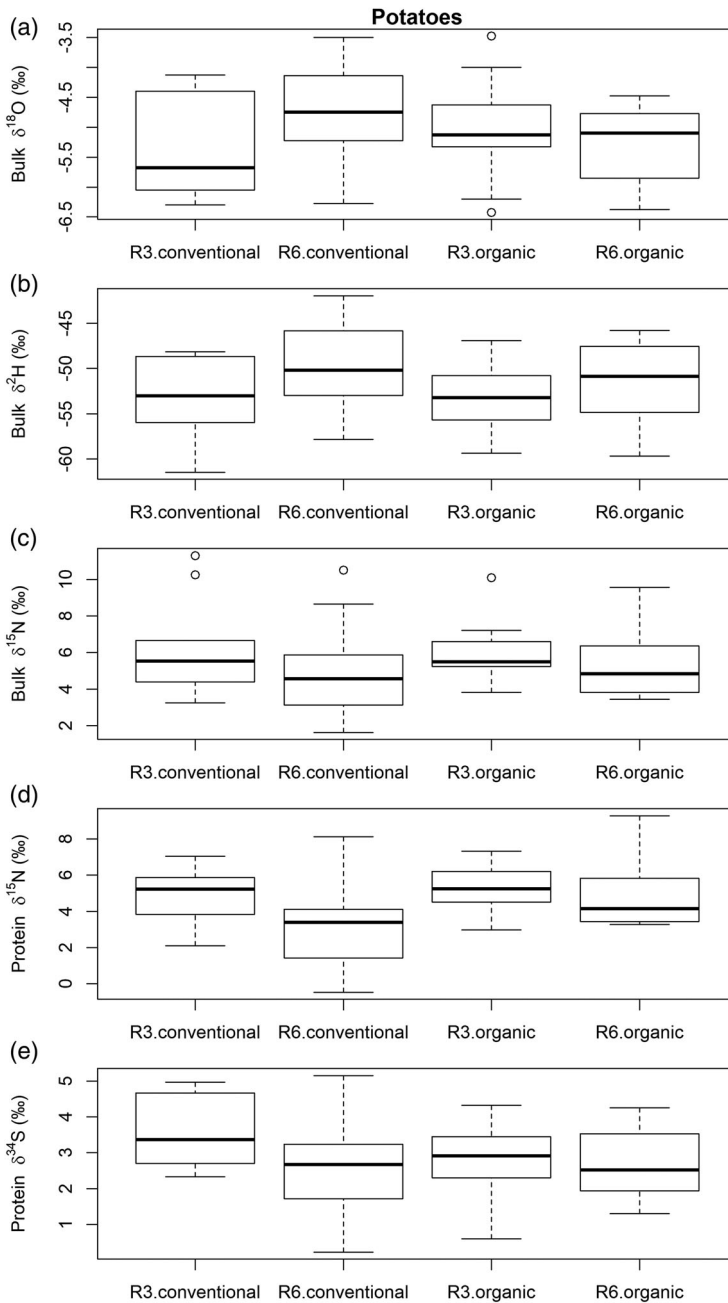 Potatoes
(a)
Bulk δ18O (‰)
-3.5
-4.5
-5.5
-6.5
R3.conventional R6.conventional R3.organic R6.organic
(b)
Bulk δ2H (‰)
-45
-50
-55
-60
R3.conventional R6.conventional R3.organic R6.organic
(c)
Bulk δ15N (‰)
10
8
6
4
2
R3.conventional R6.conventional R3.organic R6.organic
(d)
Protein δ15N (‰)
8
6
4
2
0
R3.conventional R6.conventional R3.organic R6.organic
(e)
Protein δ34S (‰)
5
4
3
2
1
R3.conventional R6.conventional R3.organic R6.organic